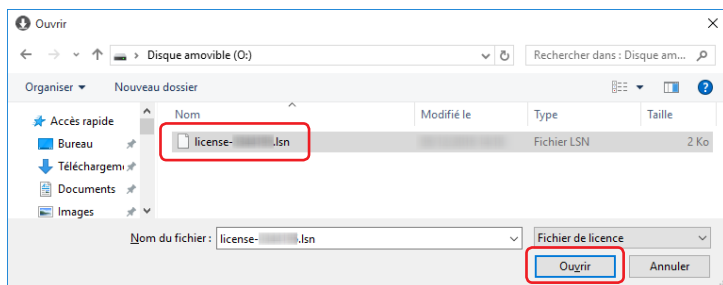 Ouvrir
Disque amovible (O:)
Rechercher dans : Disque am...
Organiser
Nouveau dossier
Nom
Modifié le
Type
Taille
Accès rapide
Bureau
Téléchargem
Documents
Images
license- .lsn
Fichier LSN
2 Ko
Nom du fichier :
license- .lsn
Fichier de licence
Ouvrir
Annuler